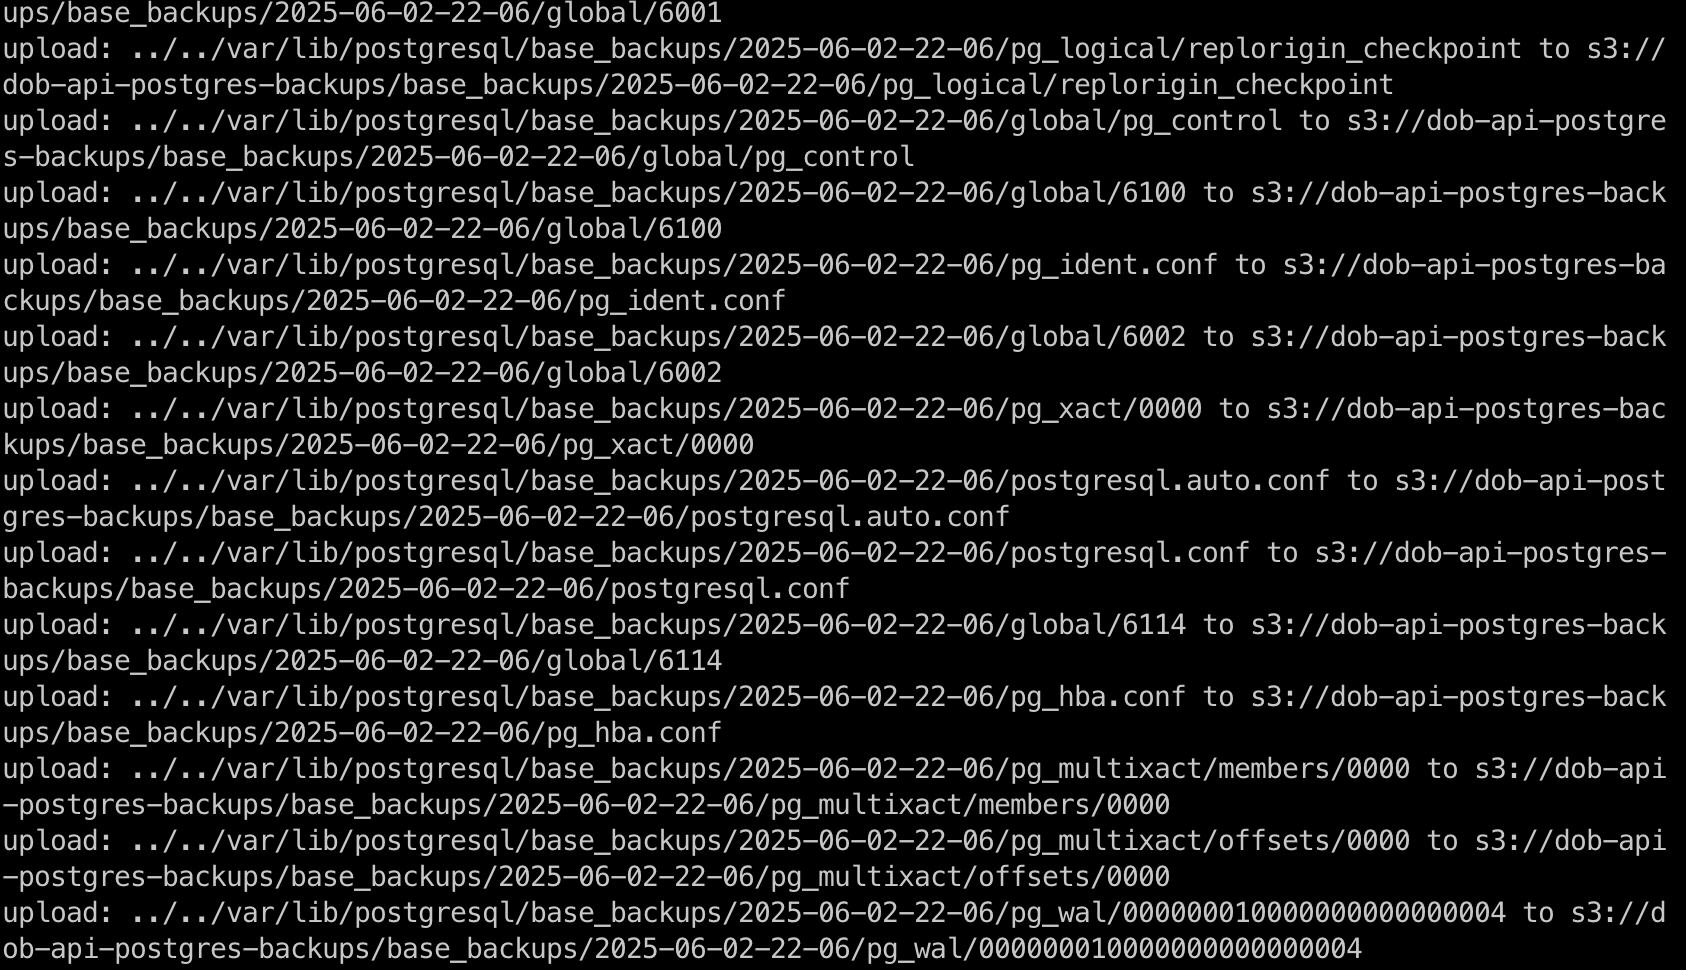 ups/base_backups/2025-06-02-22-06/global/6001
upload: ../../var/lib/postgresql/base_backups/2025-06-02-22-06/pg_logical/replorigin_checkpoint to s3://
dob-api-postgres-backups/base_backups/2025-06-02-22-06/pg_logical/replorigin_checkpoint
upload: ../../var/lib/postgresql/base_backups/2025-06-02-22-06/global/pg_control to s3://dob-api-postgre
s-backups/base_backups/2025-06-02-22-06/global/pg_control
upload: ../../var/lib/postgresql/base_backups/2025-06-02-22-06/global/6100 to s3://dob-api-postgres-back
ups/base_backups/2025-06-02-22-06/global/6100
upload: ../../var/lib/postgresql/base_backups/2025-06-02-22-06/pg_ident.conf to s3://dob-api-postgres-ba
ckups/base_backups/2025-06-02-22-06/pg_ident.conf
upload: ../../var/lib/postgresql/base_backups/2025-06-02-22-06/global/6002 to s3://dob-api-postgres-back
ups/base_backups/2025-06-02-22-06/global/6002
upload: ../../var/lib/postgresql/base_backups/2025-06-02-22-06/pg_xact/0000 to s3://dob-api-postgres-bac
kups/base_backups/2025-06-02-22-06/pg_xact/0000
upload: ../../var/lib/postgresql/base_backups/2025-06-02-22-06/postgresql.auto.conf to s3://dob-api-post
gres-backups/base_backups/2025-06-02-22-06/postgresql.auto.conf
upload: ../../var/lib/postgresql/base_backups/2025-06-02-22-06/postgresql.conf to s3://dob-api-postgres-
backups/base_backups/2025-06-02-22-06/postgresql.conf
upload: ../../var/lib/postgresql/base_backups/2025-06-02-22-06/global/6114 to s3://dob-api-postgres-back
ups/base_backups/2025-06-02-22-06/global/6114
upload: ../../var/lib/postgresql/base_backups/2025-06-02-22-06/pg_hba.conf to s3://dob-api-postgres-back
ups/base_backups/2025-06-02-22-06/pg_hba.conf
upload: ../../var/lib/postgresql/base_backups/2025-06-02-22-06/pg_multixact/members/0000 to s3://dob-api
-postgres-backups/base_backups/2025-06-02-22-06/pg_multixact/members/0000
upload: ../../var/lib/postgresql/base_backups/2025-06-02-22-06/pg_multixact/offsets/0000 to s3://dob-api
-postgres-backups/base_backups/2025-06-02-22-06/pg_multixact/offsets/0000
upload: ../../var/lib/postgresql/base_backups/2025-06-02-22-06/pg_wal/000000010000000000000004 to s3://d
ob-api-postgres-backups/base_backups/2025-06-02-22-06/pg_wal/000000010000000000000004